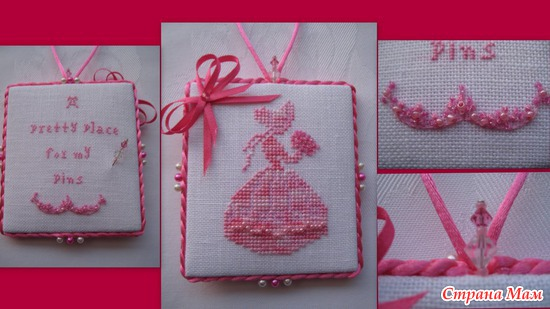 A
pretty place
for my
pins
pins
Страна Мам